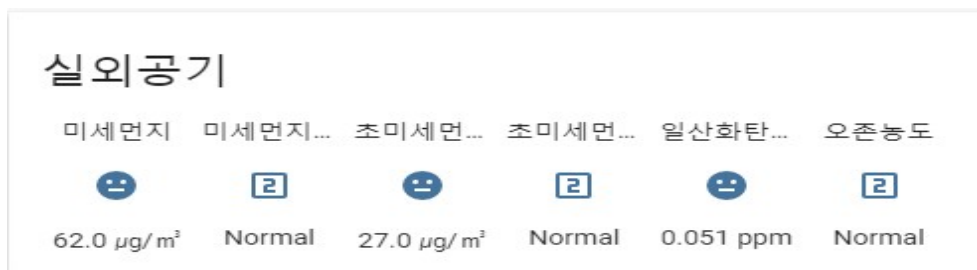 실외공기
미세먼지 미세먼지... 초미세먼... 초미세먼... 일산화탄... 오존농도
2 2 2
62.0 µg/m³ Normal 27.0 µg/m³ Normal 0.051 ppm Normal